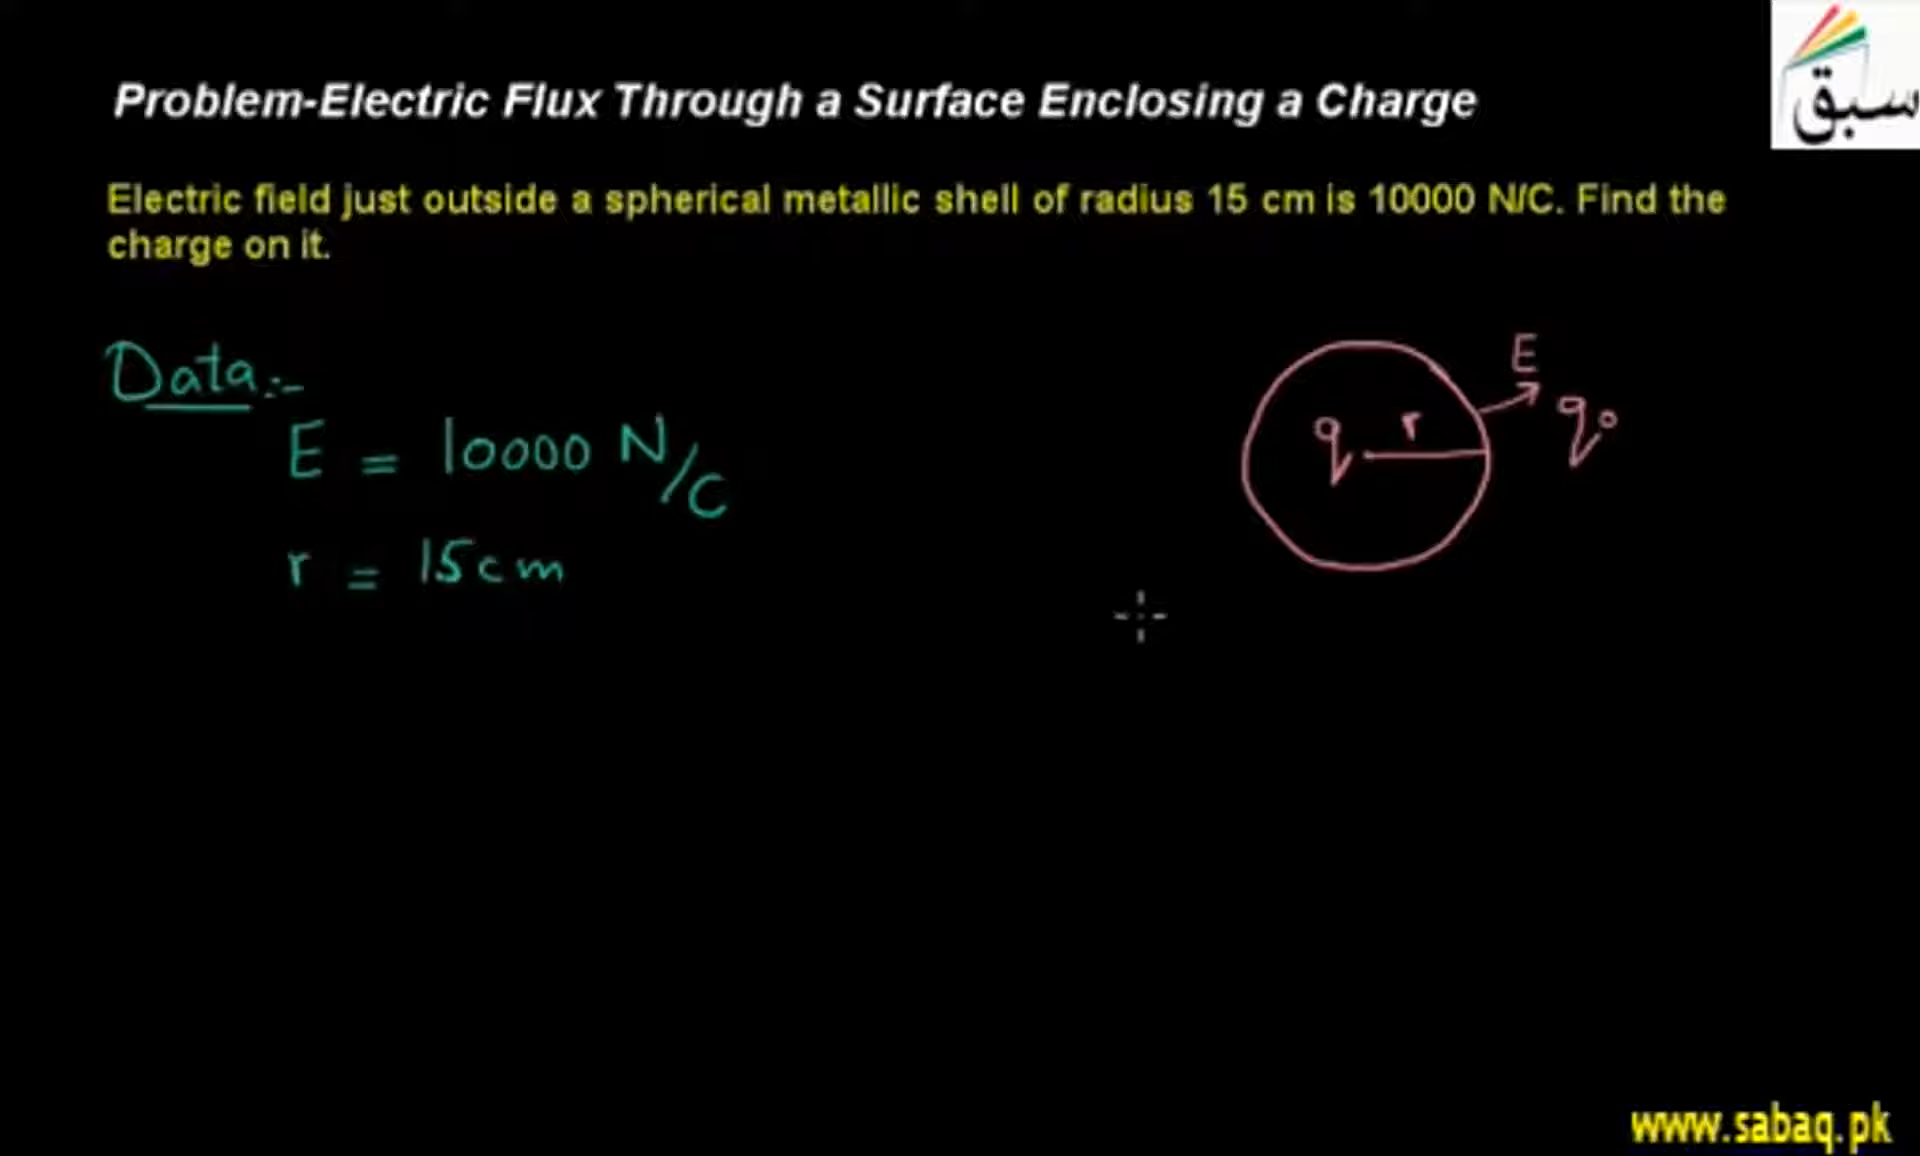 سبق
Problem-Electric Flux Through a Surface Enclosing a Charge
Electric field just outside a spherical metallic shell of radius 15 cm is 10000 N/C. Find the
charge on it.
Data:-
E = 10000 N/C
r = 15cm
E
q r q₀
www.sabaq.pk